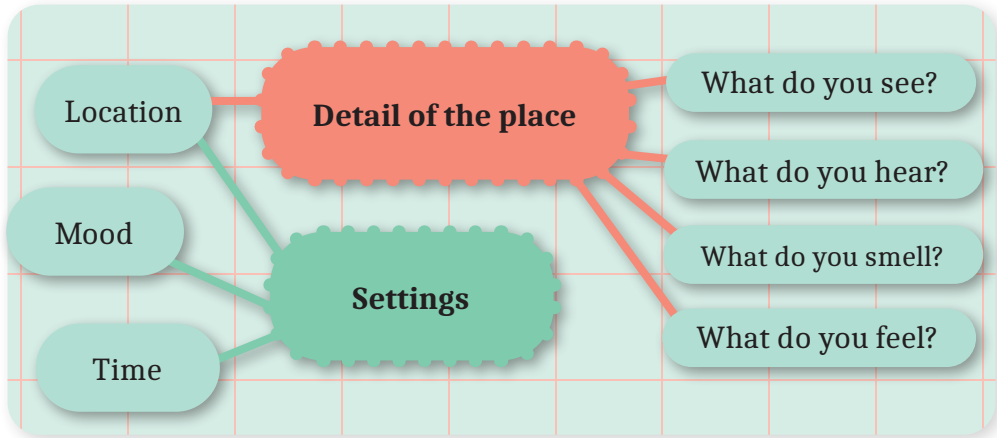 Location
Mood
Time
Detail of the place
Settings
What do you see?
What do you hear?
What do you smell?
What do you feel?